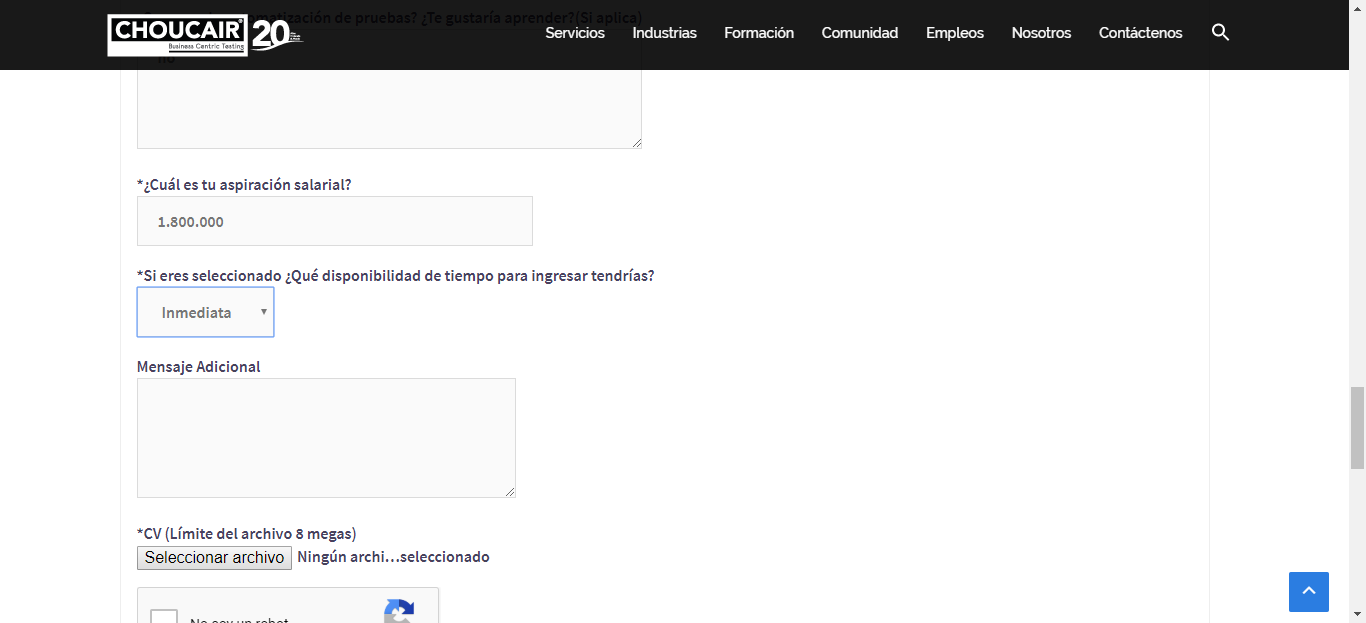 automatización de pruebas? ¿Te gustaría aprender?(Si aplica)
CHOUCAIR
Business Centric Testing
20
Servicios
Industrias
Formación
Comunidad
Empleos
Nosotros
Contáctenos
no
*¿Cuál es tu aspiración salarial?
1.800.000
*Si eres seleccionado ¿Qué disponibilidad de tiempo para ingresar tendrías?
Inmediata
Mensaje Adicional
*CV (Límite del archivo 8 megas)
Seleccionar archivo Ningún archi...seleccionado
No soy un robot